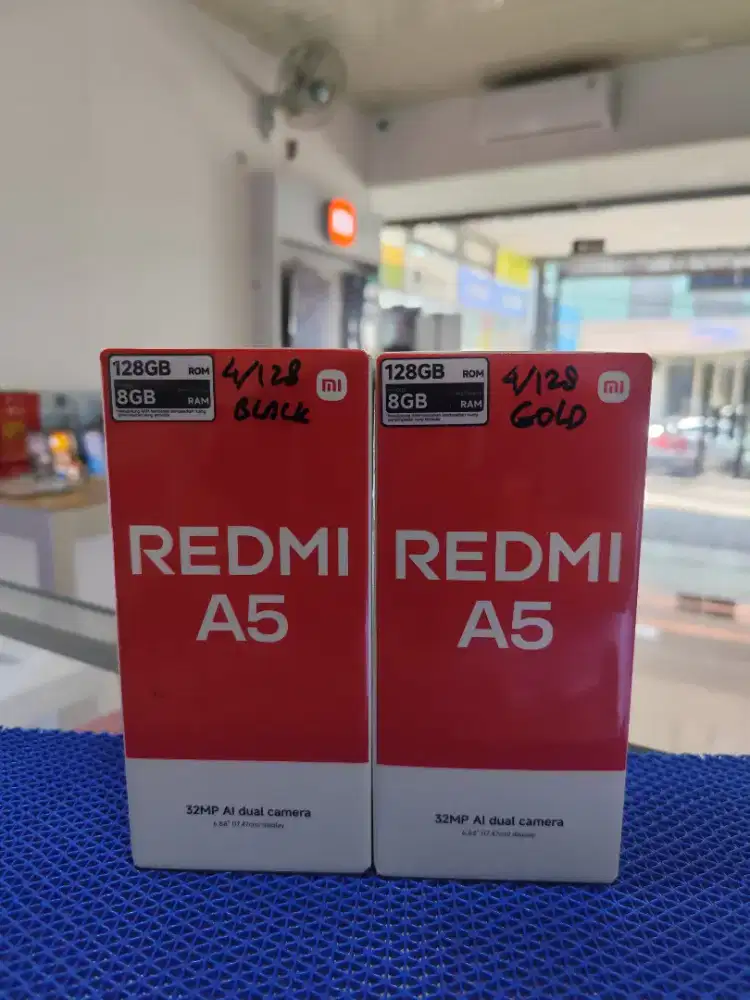 128GB ROM
8GB RAM
4/128
BLACK
mi
REDMI
A5
32MP AI dual camera
128GB ROM
8GB RAM
4/128
GOLD
mi
REDMI
A5
32MP AI dual camera